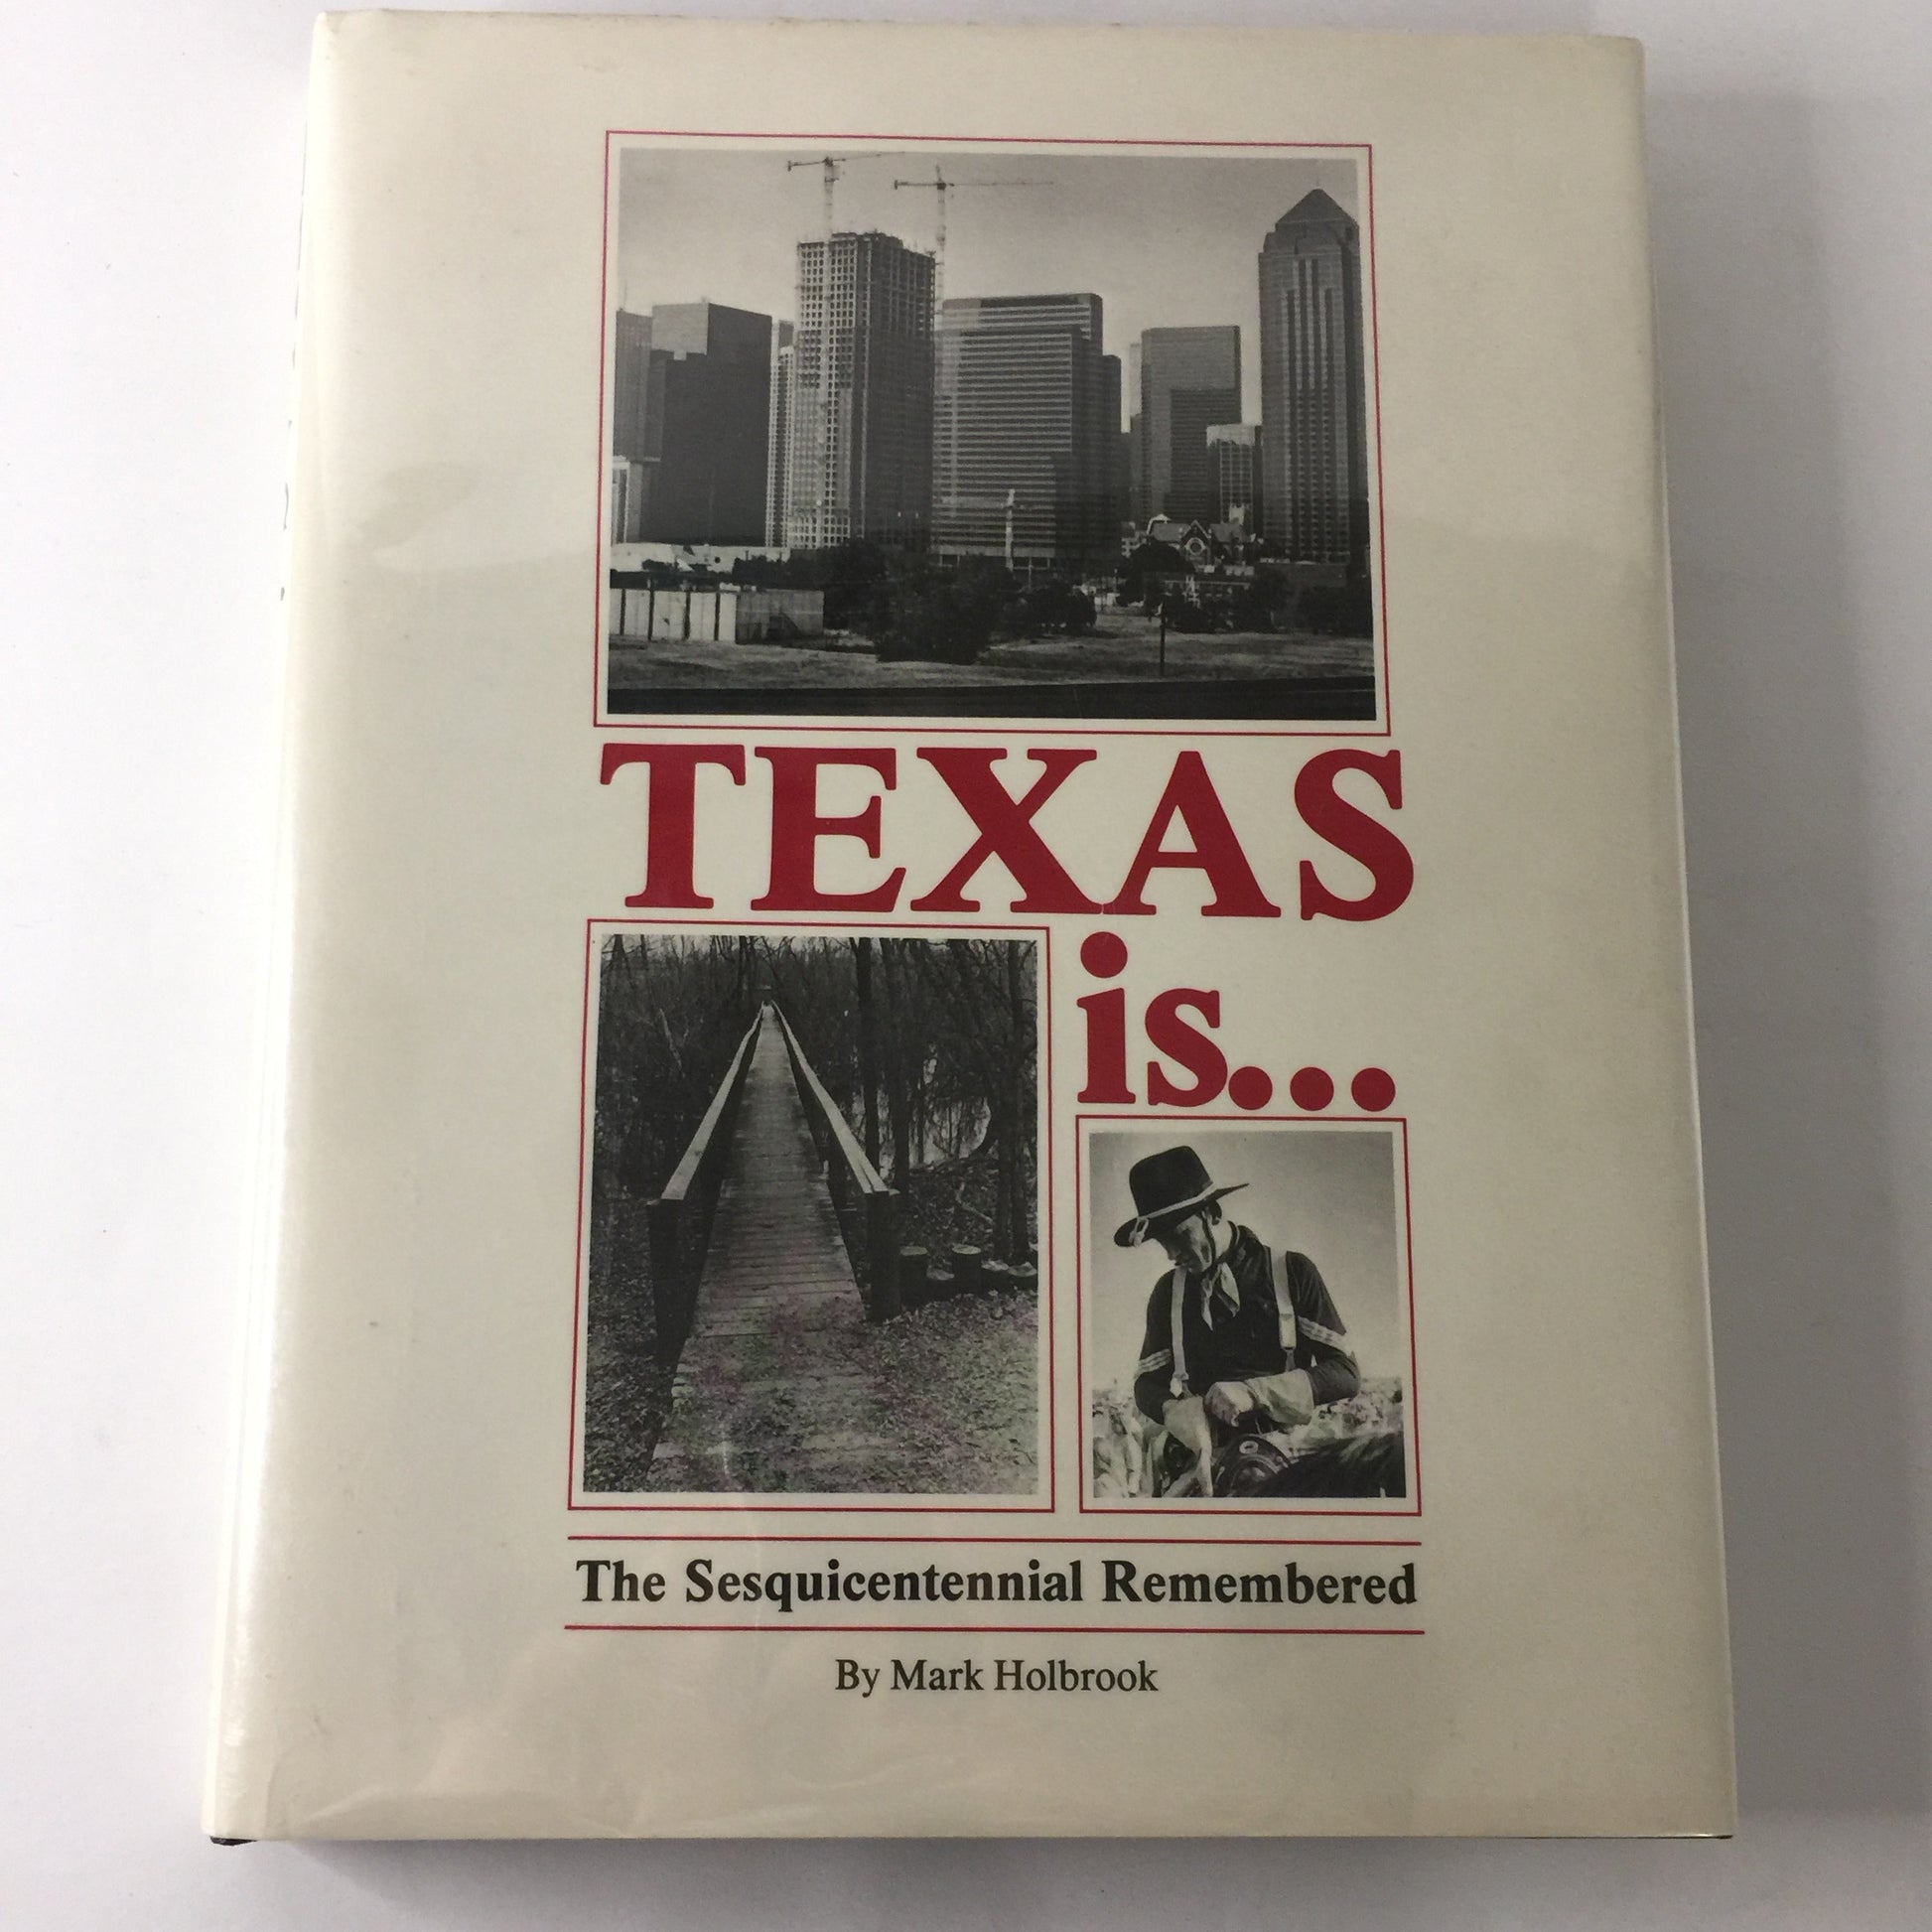 TEXAS
is...
The Sesquicentennial Remembered
By Mark Holbrook